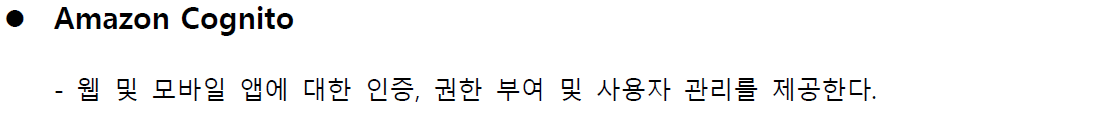 ● Amazon Cognito
- 웹 및 모바일 앱에 대한 인증, 권한 부여 및 사용자 관리를 제공한다.